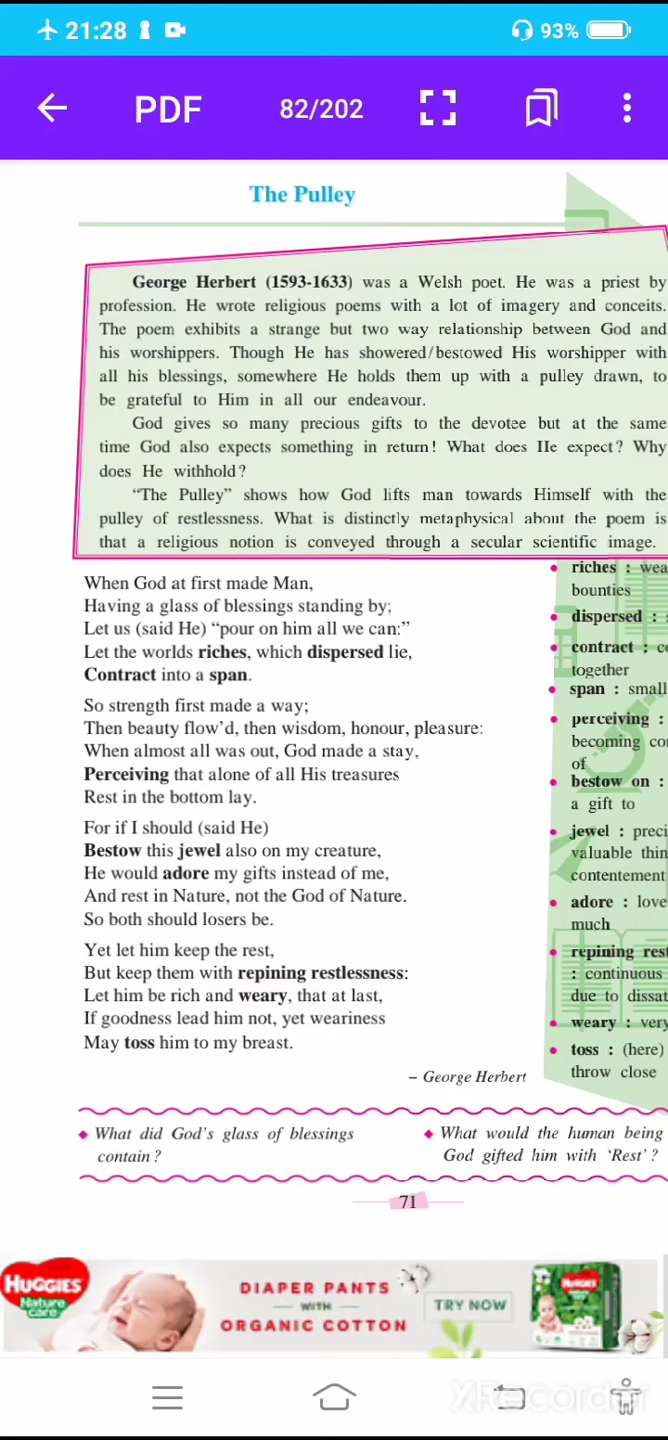 21:28
93%
PDF
82/202
The Pulley
George Herbert (1593-1633) was a Welsh poet. He was a priest by
profession. He wrote religious poems with a lot of imagery and conceits.
The poem exhibits a strange but two way relationship between God and
his worshippers. Though He has showered/bestowed His worshipper with
all his blessings, somewhere He holds them up with a pulley drawn, to
be grateful to Him in all our endeavour.
God gives so many precious gifts to the devotee but at the same
time God also expects something in return! What does He expect? Why
does He withhold?
“The Pulley” shows how God lifts man towards Himself with the
pulley of restlessness. What is distinctly metaphysical about the poem is
that a religious notion is conveyed through a secular scientific image.
When God at first made Man,
Having a glass of blessings standing by;
Let us (said He) “pour on him all we can:”
Let the worlds riches, which dispersed lie,
Contract into a span.
So strength first made a way;
Then beauty flow'd, then wisdom, honour, pleasure:
When almost all was out, God made a stay,
Perceiving that alone of all His treasures
Rest in the bottom lay.
For if I should (said He)
Bestow this jewel also on my creature,
He would adore my gifts instead of me,
And rest in Nature, not the God of Nature.
So both should losers be.
Yet let him keep the rest,
But keep them with repining restlessness:
Let him be rich and weary, that at last,
If goodness lead him not, yet weariness
May toss him to my breast.
– George Herbert
• riches : wea
bounties
• dispersed :
• contract : co
together
• span : small
• perceiving :
becoming con
of
• bestow on :
a gift to
• jewel : preci
valuable thin
contentement
• adore : love
much
• repining rest
: continuous
due to dissat
• weary : very
• toss : (here)
throw close
◆ What did God's glass of blessings
contain?
◆ What would the human being
God gifted him with ‘Rest’?
71
HUGGIES
Nature
care
DIAPER PANTS
WITH
ORGANIC COTTON
TRY NOW
HUGGIES
XRecorder